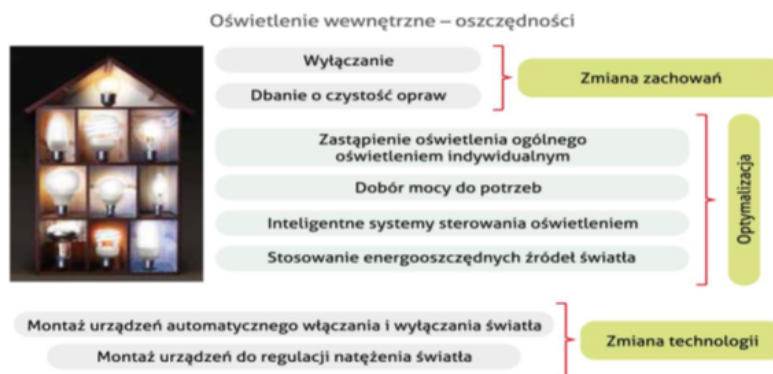 Oświetlenie wewnętrzne – oszczędności
Wyłączanie
Dbanie o czystość opraw
Zmiana zachowań
Zastąpienie oświetlenia ogólnego
oświetleniem indywidualnym
Dobór mocy do potrzeb
Inteligentne systemy sterowania oświetleniem
Stosowanie energooszczędnych źródeł światła
Optymalizacja
Montaż urządzeń automatycznego włączania i wyłączania światła
Montaż urządzeń do regulacji natężenia światła
Zmiana technologii